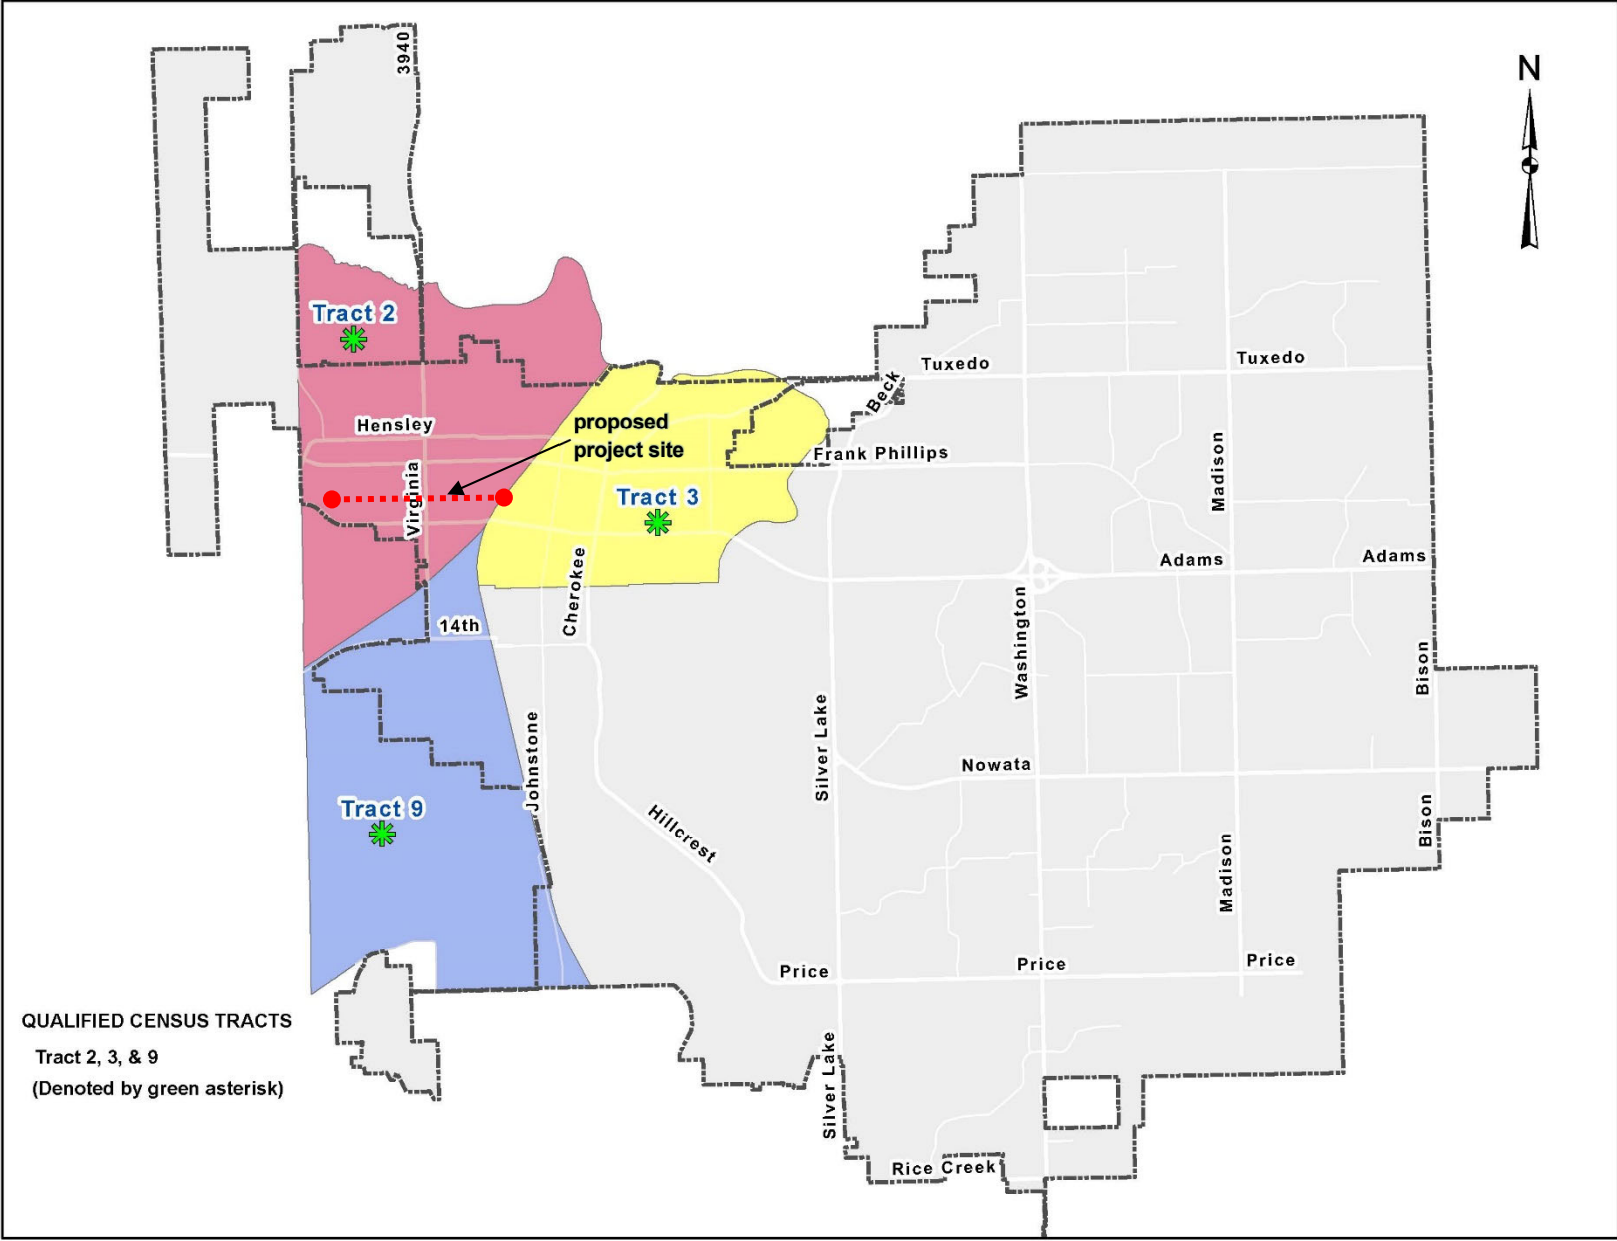 3940
N
Tract 2
Tuxedo
Tuxedo
Beck
Hensley
proposed
project site
Frank Phillips
Virginia
Madison
Tract 3
Adams
Adams
Cherokee
Washington
14th
Bison
Silver Lake
Johnstone
Nowata
Tract 9
Hillcrest
Bison
Madison
Price
Price
Price
QUALIFIED CENSUS TRACTS
Tract 2, 3, & 9
(Denoted by green asterisk)
Silver Lake
Rice Creek